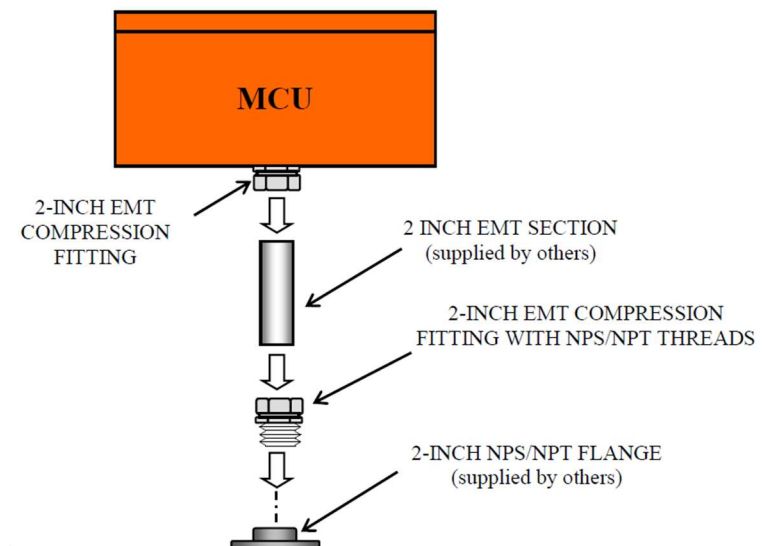 MCU
2-INCH EMT
COMPRESSION
FITTING
2 INCH EMT SECTION
(supplied by others)
2-INCH EMT COMPRESSION
FITTING WITH NPS/NPT THREADS
2-INCH NPS/NPT FLANGE
(supplied by others)